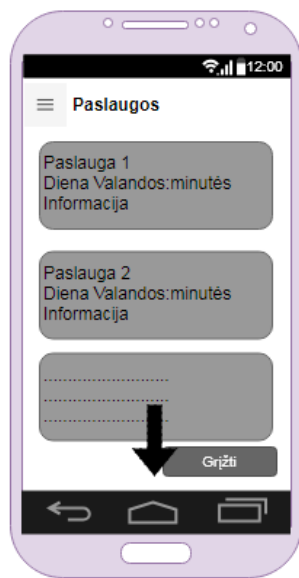 12:00
Paslaugos
Paslauga 1
Diena Valandos:minutės
Informacija
Paslauga 2
Diena Valandos:minutės
Informacija
........................
........................
........................
Grįžti